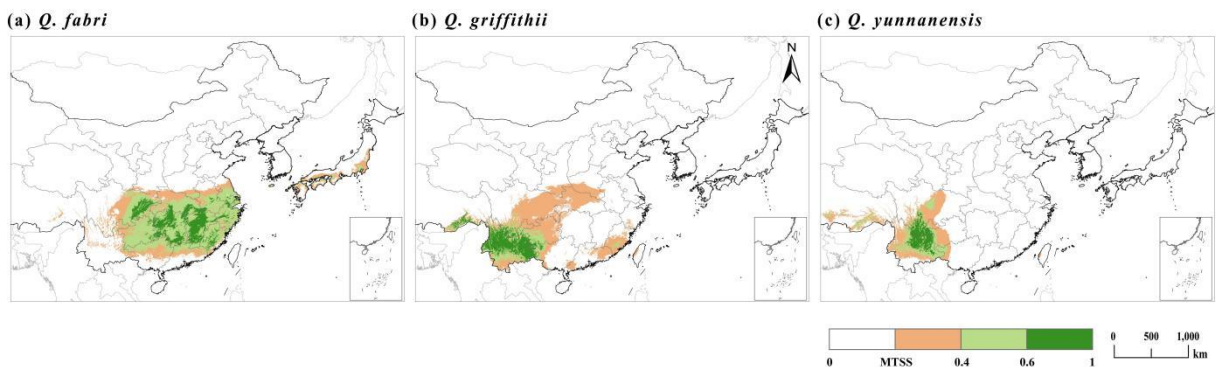 (a) Q. fabri
(b) Q. griffithii
(c) Q. yunnanensis
N
0 MTSS 0.4 0.6 1
0 500 1,000
km